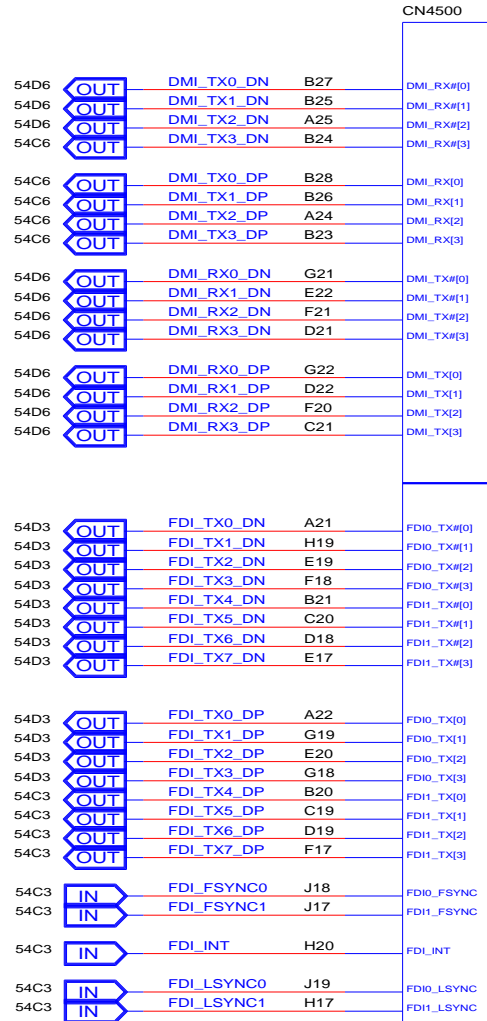 CN4500
54D6 OUT DMI_TX0_DN B27 DMI_RX#[0]
54D6 OUT DMI_TX1_DN B25 DMI_RX#[1]
54D6 OUT DMI_TX2_DN A25 DMI_RX#[2]
54C6 OUT DMI_TX3_DN B24 DMI_RX#[3]
54C6 OUT DMI_TX0_DP B28 DMI_RX[0]
54C6 OUT DMI_TX1_DP B26 DMI_RX[1]
54C6 OUT DMI_TX2_DP A24 DMI_RX[2]
54C6 OUT DMI_TX3_DP B23 DMI_RX[3]
54D6 OUT DMI_RX0_DN G21 DMI_TX#[0]
54D6 OUT DMI_RX1_DN E22 DMI_TX#[1]
54D6 OUT DMI_RX2_DN F21 DMI_TX#[2]
54D6 OUT DMI_RX3_DN D21 DMI_TX#[3]
54D6 OUT DMI_RX0_DP G22 DMI_TX[0]
54D6 OUT DMI_RX1_DP D22 DMI_TX[1]
54D6 OUT DMI_RX2_DP F20 DMI_TX[2]
54D6 OUT DMI_RX3_DP C21 DMI_TX[3]
54D3 OUT FDI_TX0_DN A21 FDI0_TX#[0]
54D3 OUT FDI_TX1_DN H19 FDI0_TX#[1]
54D3 OUT FDI_TX2_DN E19 FDI0_TX#[2]
54D3 OUT FDI_TX3_DN F18 FDI0_TX#[3]
54D3 OUT FDI_TX4_DN B21 FDI1_TX#[0]
54D3 OUT FDI_TX5_DN C20 FDI1_TX#[1]
54D3 OUT FDI_TX6_DN D18 FDI1_TX#[2]
54D3 OUT FDI_TX7_DN E17 FDI1_TX#[3]
54D3 OUT FDI_TX0_DP A22 FDI0_TX[0]
54D3 OUT FDI_TX1_DP G19 FDI0_TX[1]
54D3 OUT FDI_TX2_DP E20 FDI0_TX[2]
54D3 OUT FDI_TX3_DP G18 FDI0_TX[3]
54C3 OUT FDI_TX4_DP B20 FDI1_TX[0]
54C3 OUT FDI_TX5_DP C19 FDI1_TX[1]
54C3 OUT FDI_TX6_DP D19 FDI1_TX[2]
54C3 OUT FDI_TX7_DP F17 FDI1_TX[3]
54C3 IN FDI_FSYNC0 J18 FDI0_FSYNC
54C3 IN FDI_FSYNC1 J17 FDI1_FSYNC
54C3 IN FDI_INT H20 FDI_INT
54C3 IN FDI_LSYNC0 J19 FDI0_LSYNC
54C3 IN FDI_LSYNC1 H17 FDI1_LSYNC